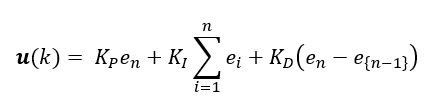 u(k) = K_P e_n + K_I ∑_{i=1}^{n} e_i + K_D(e_n − e_{{n−1}})